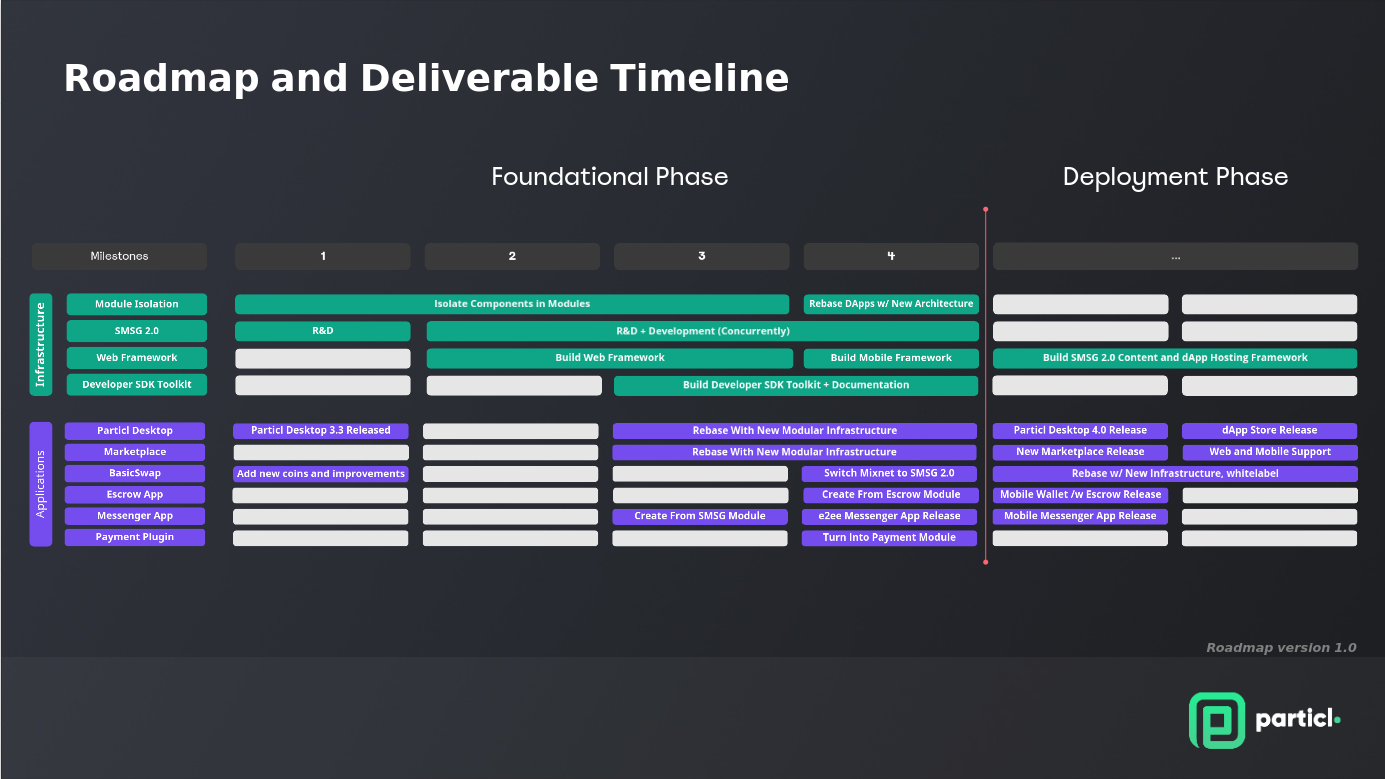 Roadmap and Deliverable Timeline
Foundational Phase
Deployment Phase
Milestones
1
2
3
4
...
Infrastructure
Module Isolation
Isolate Components in Modules
Rebase DApps w/ New Architecture
SMSG 2.0
R&D
R&D + Development (Concurrently)
Web Framework
Build Web Framework
Build Mobile Framework
Build SMSG 2.0 Content and dApp Hosting Framework
Developer SDK Toolkit
Build Developer SDK Toolkit + Documentation
Applications
Particl Desktop
Particl Desktop 3.3 Released
Rebase With New Modular Infrastructure
Particl Desktop 4.0 Release
dApp Store Release
Marketplace
Rebase With New Modular Infrastructure
New Marketplace Release
Web and Mobile Support
BasicSwap
Add new coins and improvements
Switch Mixnet to SMSG 2.0
Rebase w/ New Infrastructure, whitelabel
Escrow App
Create From Escrow Module
Mobile Wallet /w Escrow Release
Messenger App
Create From SMSG Module
e2ee Messenger App Release
Mobile Messenger App Release
Payment Plugin
Turn Into Payment Module
Roadmap version 1.0
particl